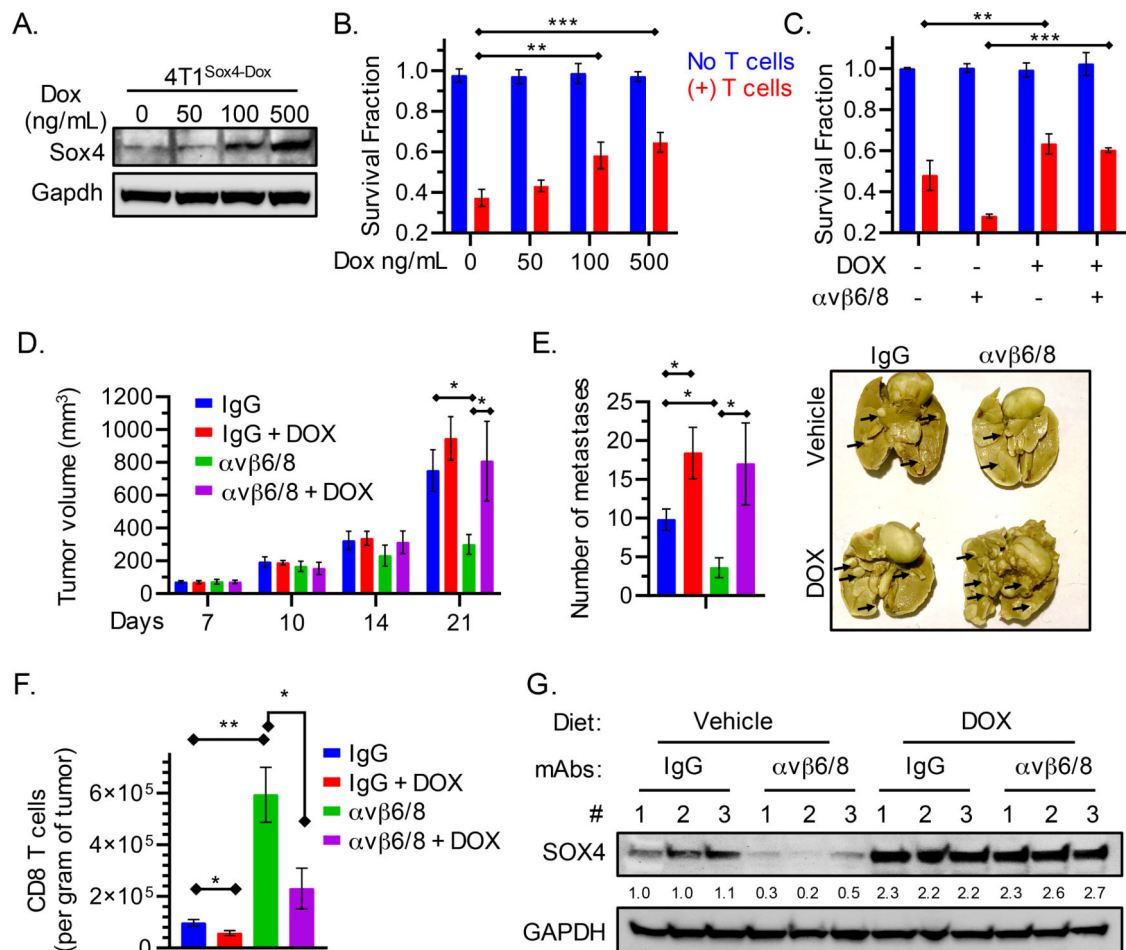 A.
4T1Sox4-Dox
Dox (ng/mL) 0 50 100 500
Sox4
Gapdh
B.
***
**
Survival Fraction
1.0
0.8
0.6
0.4
0.2
Dox ng/mL 0 50 100 500
No T cells
(+) T cells
C.
**
***
Survival Fraction
1.0
0.8
0.6
0.4
0.2
DOX - - + +
αvβ6/8 - + - +
D.
Tumor volume (mm3)
1200
1000
800
600
400
200
0
IgG
IgG + DOX
αvβ6/8
αvβ6/8 + DOX
*
*
Days 7 10 14 21
E.
Number of metastases
25
20
15
10
5
0
*
*
*
IgG αvβ6/8
Vehicle
DOX
F.
CD8 T cells
(per gram of tumor)
6×105
4×105
2×105
0
*
**
*
IgG
IgG + DOX
αvβ6/8
αvβ6/8 + DOX
G.
Diet: Vehicle DOX
mAbs: IgG αvβ6/8 IgG αvβ6/8
# 1 2 3 1 2 3 1 2 3 1 2 3
SOX4
1.0 1.0 1.1 0.3 0.2 0.5 2.3 2.2 2.2 2.3 2.6 2.7
GAPDH